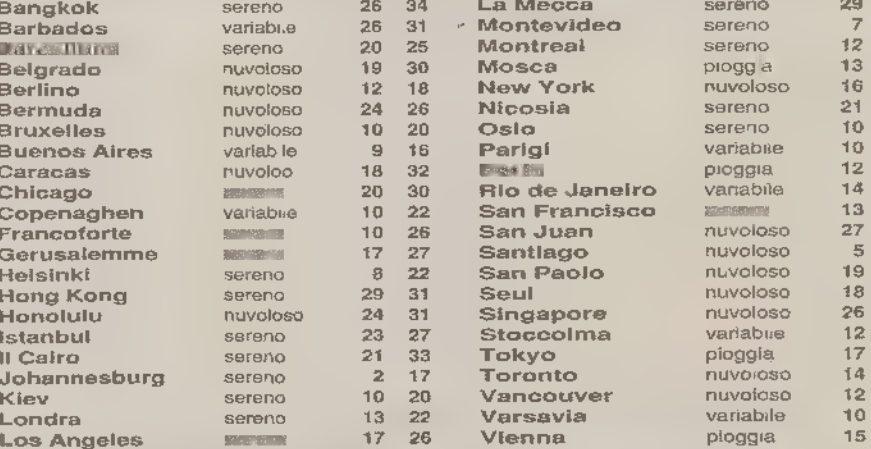 Bangkok sereno 26 34
Barbados variabile 26 31
sereno 20 25
Belgrado nuvoloso 19 30
Berlino nuvoloso 12 18
Bermuda nuvoloso 24 26
Bruxelles nuvoloso 10 20
Buenos Aires variabile 9 16
Caracas nuvoloo 18 32
Chicago 20 30
Copenaghen variabile 10 22
Francoforte 10 26
Gerusalemme 17 27
Helsinki sereno 8 22
Hong Kong sereno 29 31
Honolulu nuvoloso 24 31
Istanbul sereno 23 27
Il Cairo sereno 21 33
Johannesburg sereno 2 17
Kiev sereno 10 20
Londra sereno 13 22
Los Angeles 17 26
La Mecca sereno 29
Montevideo sereno 7
Montreal sereno 12
Mosca pioggia 13
New York nuvoloso 16
Nicosia sereno 21
Oslo sereno 10
Parigi variabile 10
pioggia 12
Rio de Janeiro variabile 14
San Francisco 13
San Juan nuvoloso 27
Santiago nuvoloso 5
San Paolo nuvoloso 19
Seul nuvoloso 18
Singapore nuvoloso 26
Stoccolma variabile 12
Tokyo pioggia 17
Toronto nuvoloso 14
Vancouver nuvoloso 12
Varsavia variabile 10
Vienna pioggia 15